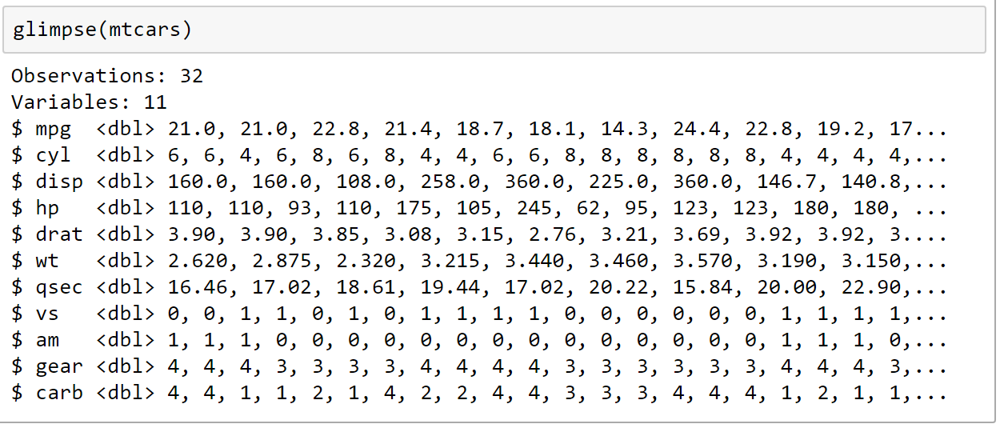 glimpse(mtcars)
Observations: 32
Variables: 11
$ mpg  <dbl> 21.0, 21.0, 22.8, 21.4, 18.7, 18.1, 14.3, 24.4, 22.8, 19.2, 17...
$ cyl  <dbl> 6, 6, 4, 6, 8, 6, 8, 4, 4, 6, 6, 8, 8, 8, 8, 8, 8, 4, 4, 4, 4,...
$ disp <dbl> 160.0, 160.0, 108.0, 258.0, 360.0, 225.0, 360.0, 146.7, 140.8,...
$ hp   <dbl> 110, 110, 93, 110, 175, 105, 245, 62, 95, 123, 123, 180, 180, ...
$ drat <dbl> 3.90, 3.90, 3.85, 3.08, 3.15, 2.76, 3.21, 3.69, 3.92, 3.92, 3....
$ wt   <dbl> 2.620, 2.875, 2.320, 3.215, 3.440, 3.460, 3.570, 3.190, 3.150,...
$ qsec <dbl> 16.46, 17.02, 18.61, 19.44, 17.02, 20.22, 15.84, 20.00, 22.90,...
$ vs   <dbl> 0, 0, 1, 1, 0, 1, 0, 1, 1, 1, 1, 0, 0, 0, 0, 0, 0, 1, 1, 1, 1,...
$ am   <dbl> 1, 1, 1, 0, 0, 0, 0, 0, 0, 0, 0, 0, 0, 0, 0, 0, 0, 1, 1, 1, 0,...
$ gear <dbl> 4, 4, 4, 3, 3, 3, 3, 4, 4, 4, 4, 3, 3, 3, 3, 3, 3, 4, 4, 4, 3,...
$ carb <dbl> 4, 4, 1, 1, 2, 1, 4, 2, 2, 4, 4, 3, 3, 3, 4, 4, 4, 1, 2, 1, 1,...